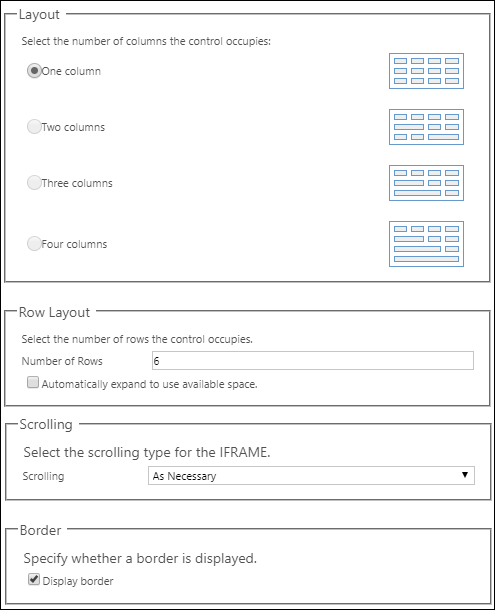 Layout
Select the number of columns the control occupies:
One column
Two columns
Three columns
Four columns
Row Layout
Select the number of rows the control occupies.
Number of Rows 6
Automatically expand to use available space.
Scrolling
Select the scrolling type for the IFRAME.
Scrolling As Necessary
Border
Specify whether a border is displayed.
Display border